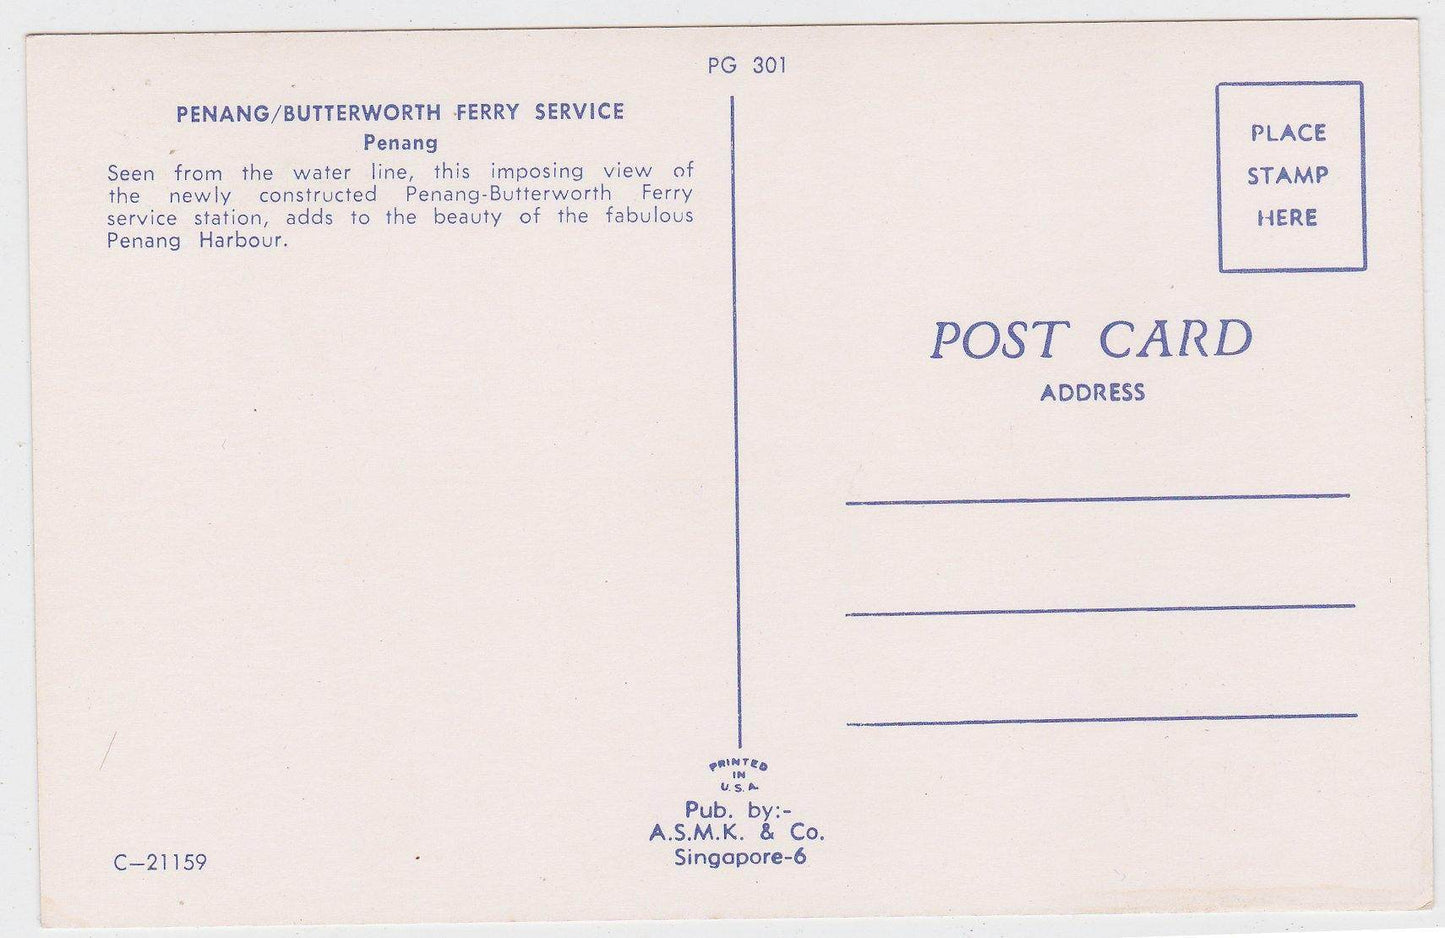 PG 301
PENANG/BUTTERWORTH FERRY SERVICE
Penang
Seen from the water line, this imposing view of
the newly constructed Penang-Butterworth Ferry
service station, adds to the beauty of the fabulous
Penang Harbour.
PLACE
STAMP
HERE
POST CARD
ADDRESS
PRINTED
IN
U.S.A.
Pub. by:-
A.S.M.K. & Co.
Singapore-6
C—21159